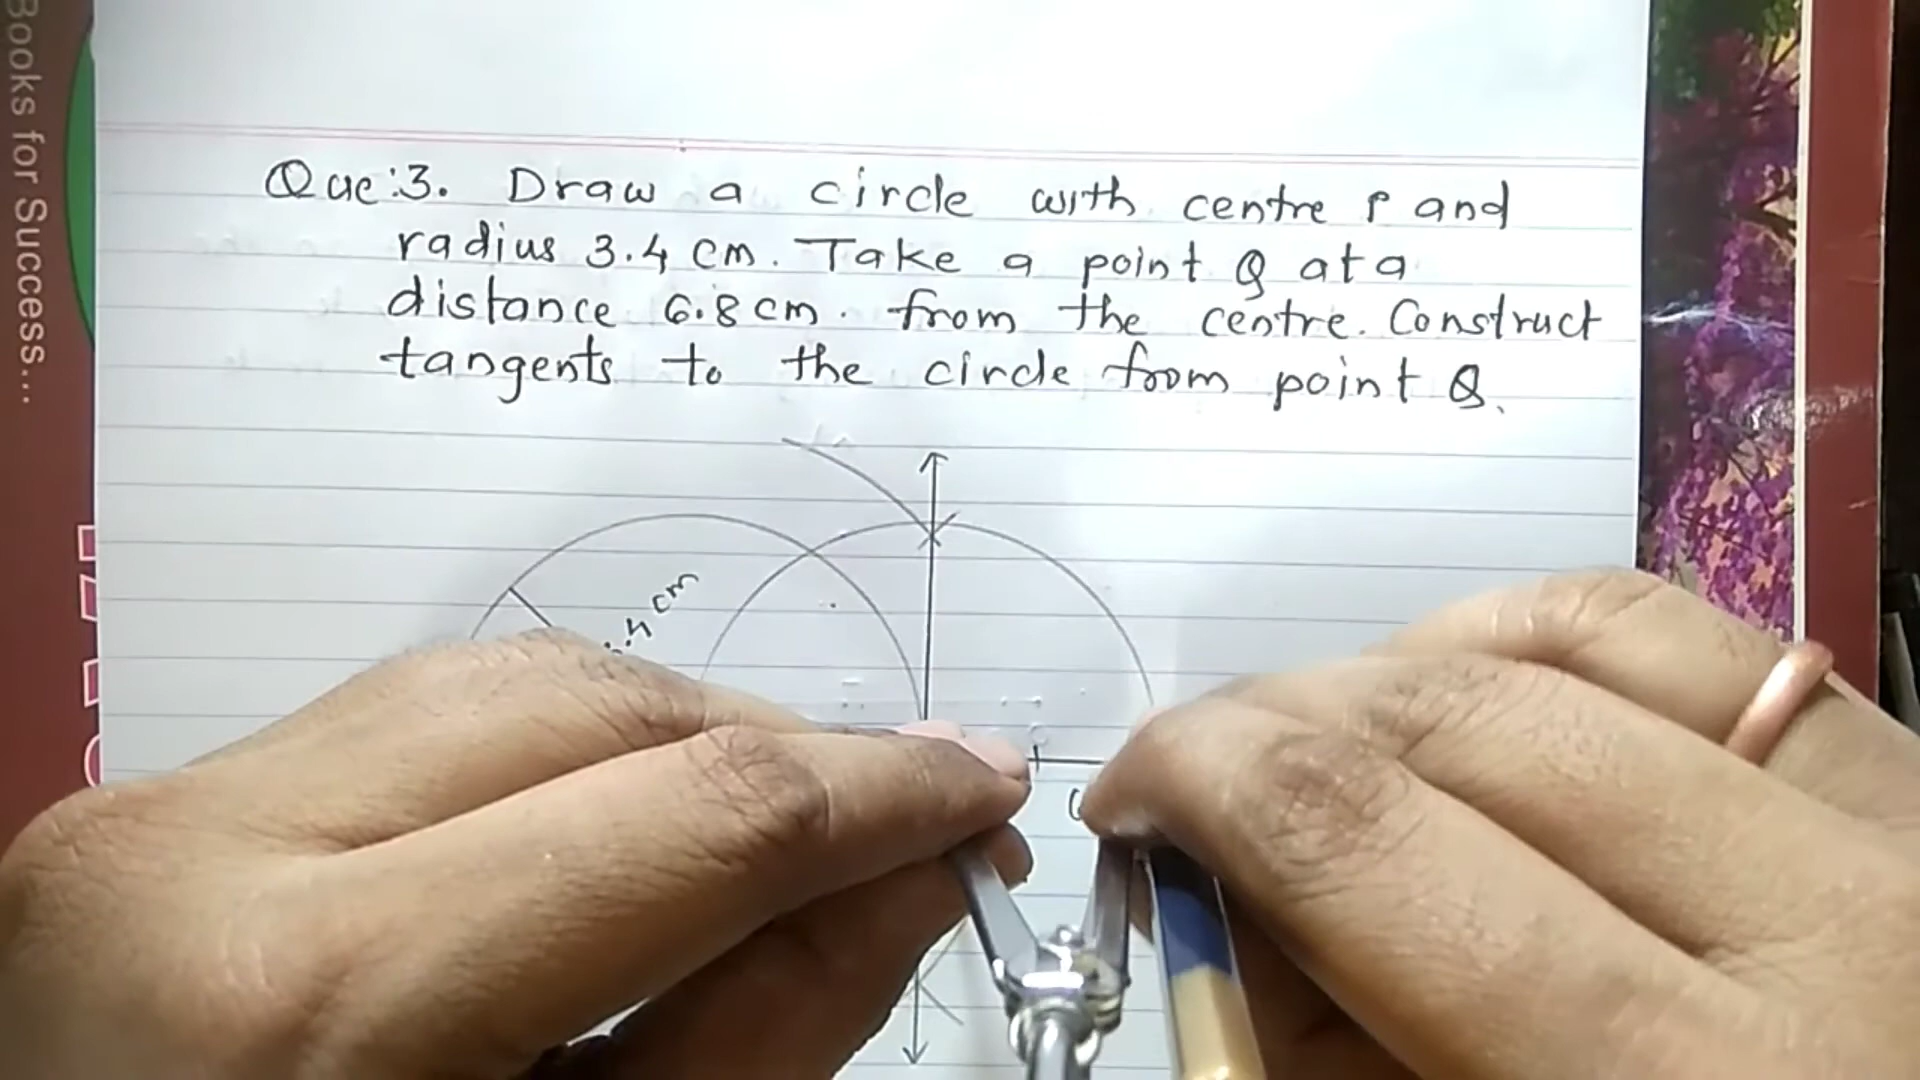 Books for Success...
Que:3. Draw a circle with centre P and
radius 3.4 cm. Take a point Q at a
distance 6.8 cm. from the centre. Construct
tangents to the circle from point Q.
cm